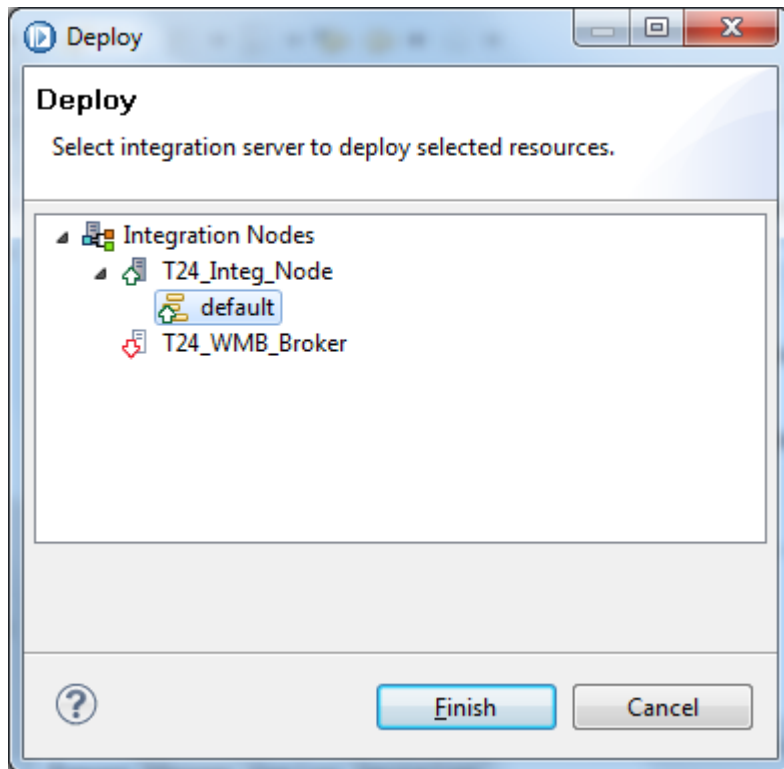 Deploy
Deploy
Select integration server to deploy selected resources.
Integration Nodes
T24_Integ_Node
default
T24_WMB_Broker
?
Finish Cancel